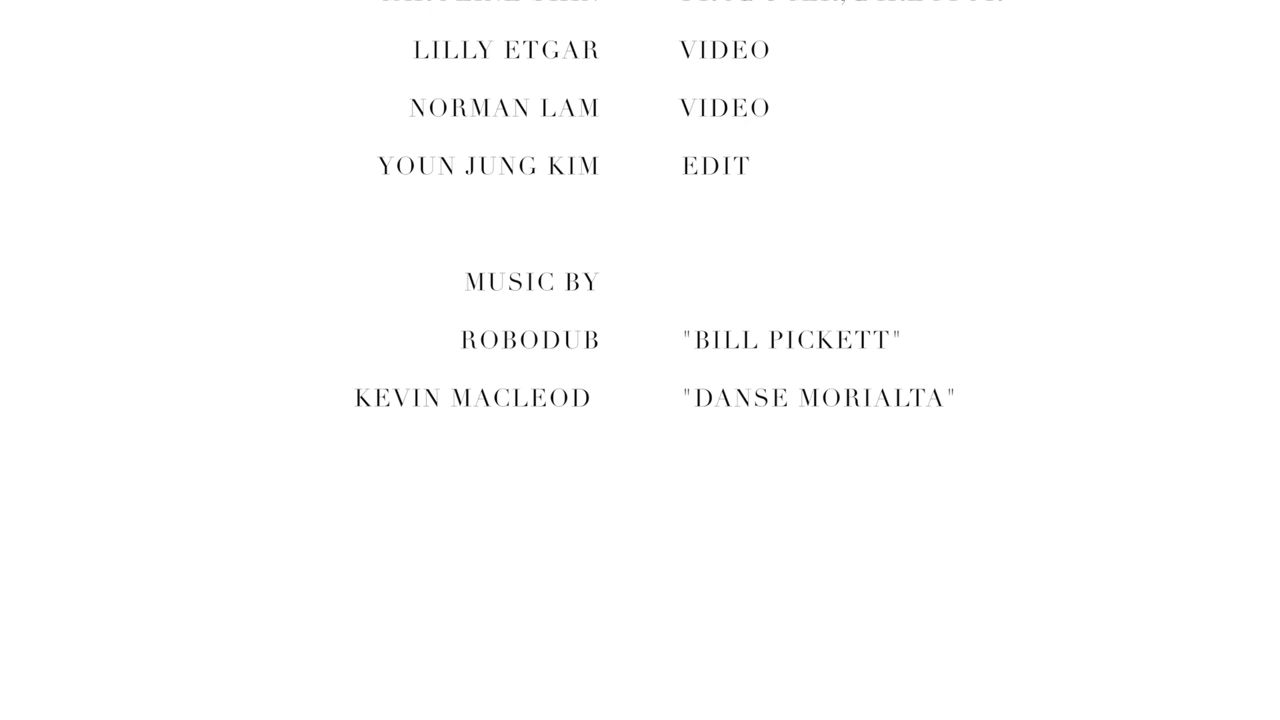 LILLY ETGAR VIDEO
NORMAN LAM VIDEO
YOUN JUNG KIM EDIT
MUSIC BY
ROBODUB "BILL PICKETT"
KEVIN MACLEOD "DANSE MORIALTA"